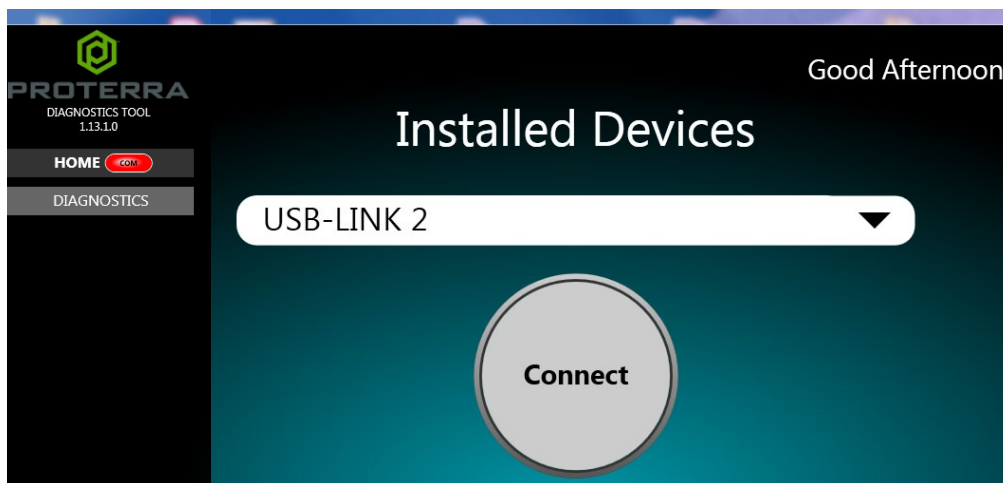 PROTERRA
DIAGNOSTICS TOOL
1.13.1.0
HOME COM
DIAGNOSTICS
Good Afternoon
Installed Devices
USB-LINK 2
Connect